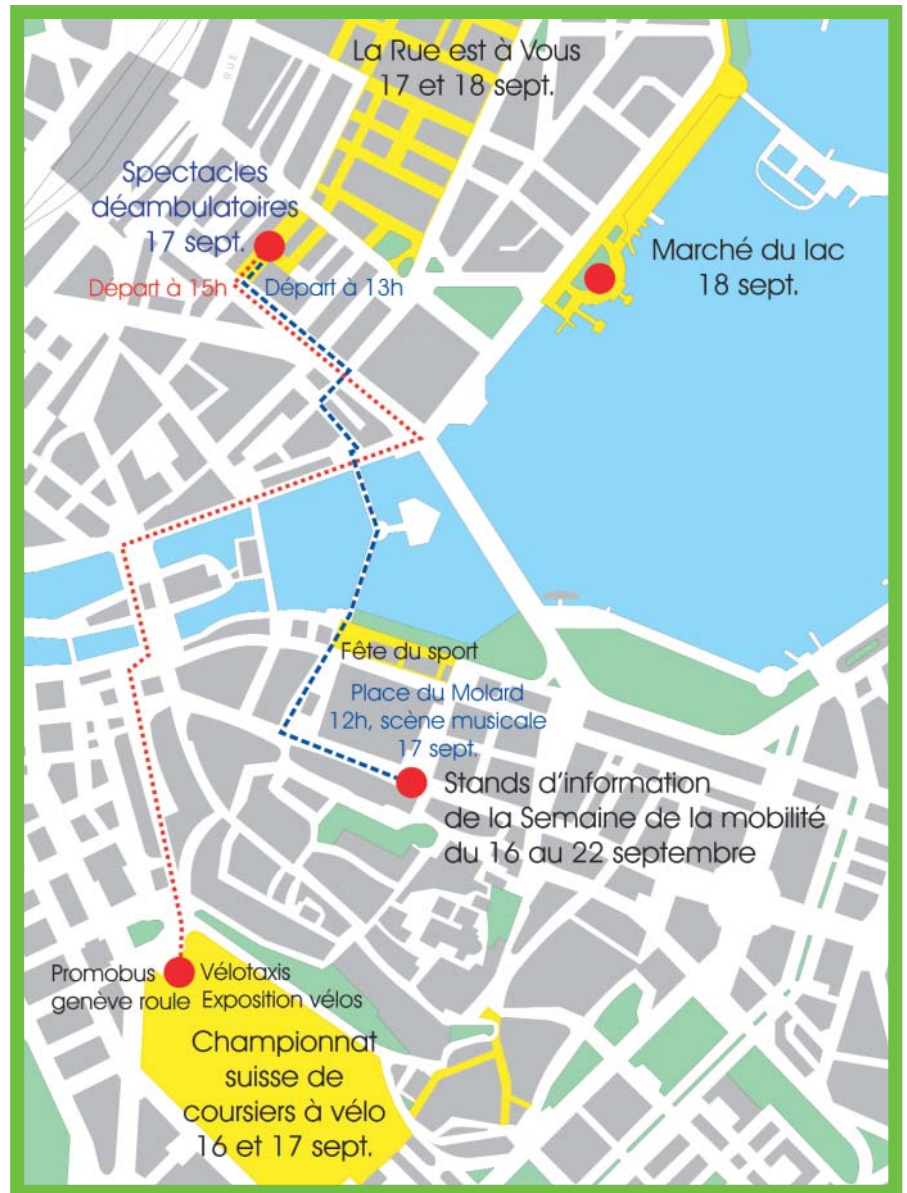 La Rue est à Vous
17 et 18 sept.
RUE
Spectacles
déambulatoires
17 sept.
Départ à 15h
Départ à 13h
Marché du lac
18 sept.
Fête du sport
Place du Molard
12h, scène musicale
17 sept.
Stands d'information
de la Semaine de la mobilité
du 16 au 22 septembre
Promobus
genève roule
Vélotaxis
Exposition vélos
Championnat
suisse de
coursiers à vélo
16 et 17 sept.